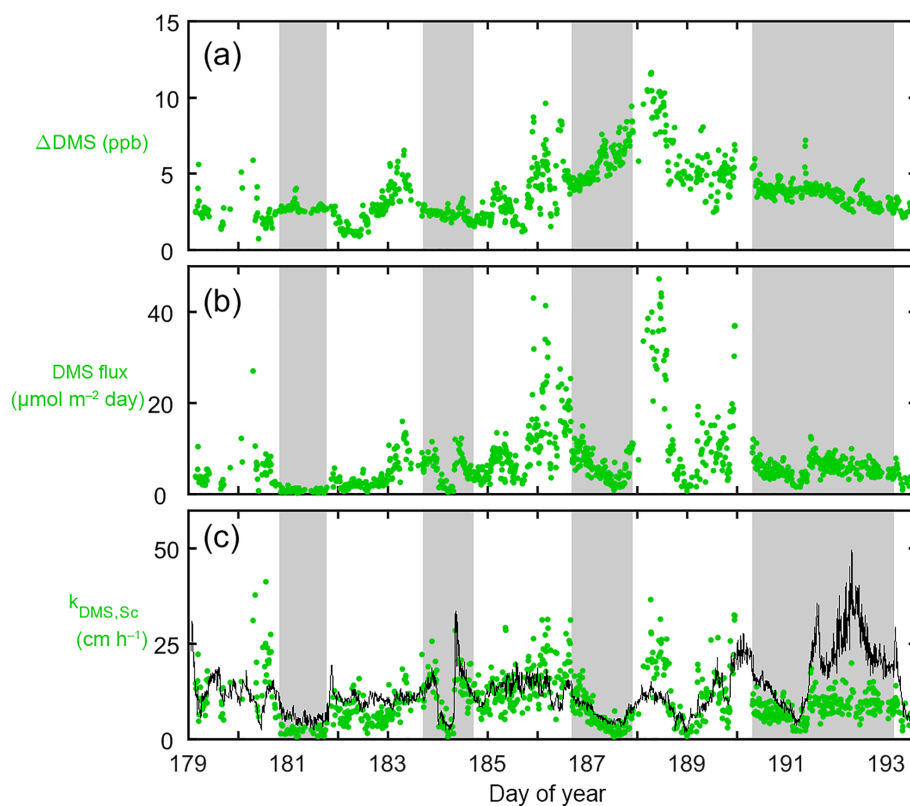 (a)
15
10
5
0
ΔDMS (ppb)
(b)
40
20
0
DMS flux
(μmol m⁻² day)
(c)
50
25
0
k_DMS,Sc
(cm h⁻¹)
179 181 183 185 187 189 191 193
Day of year